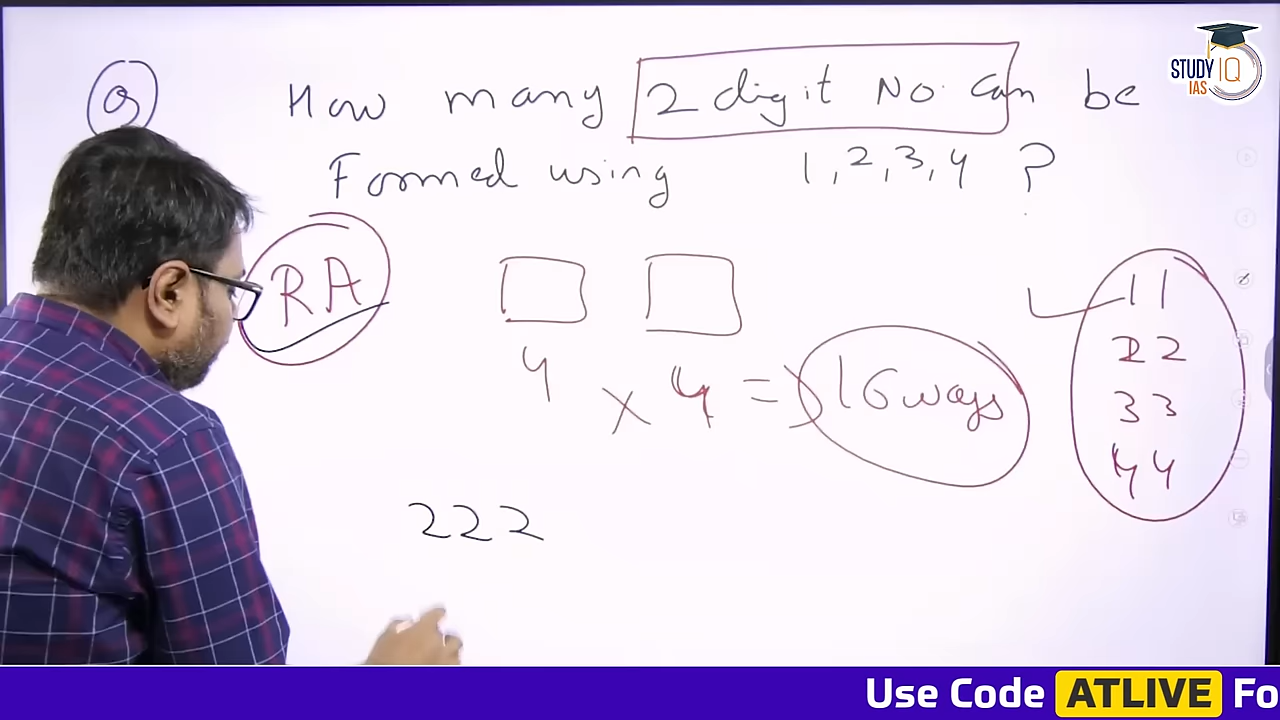 STUDY IQ
IAS
Q How many 2 digit No. Can be
Formed using 1, 2, 3, 4 ?
RA
4 × 4 = 16 ways
11
22
33
44
222
Use Code ATLIVE Fo